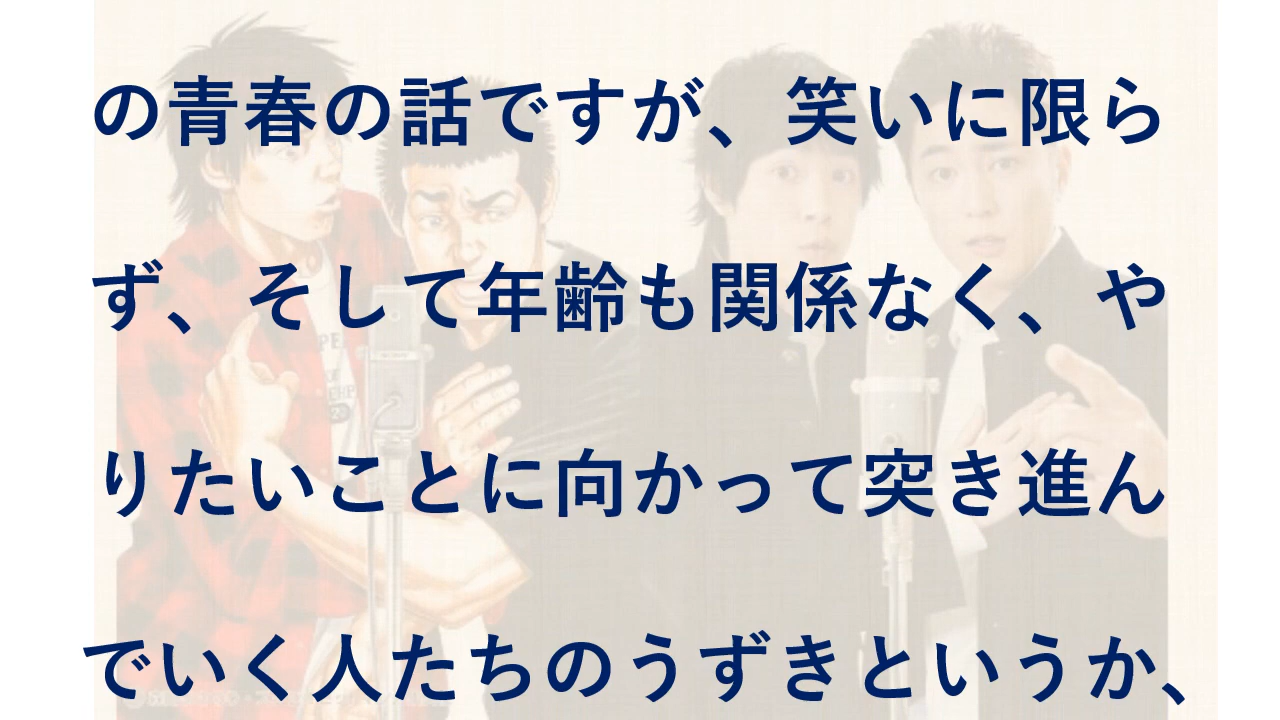 の青春の話ですが、笑いに限ら
ず、そして年齢も関係なく、や
りたいことに向かって突き進ん
でいく人たちのうずきというか、